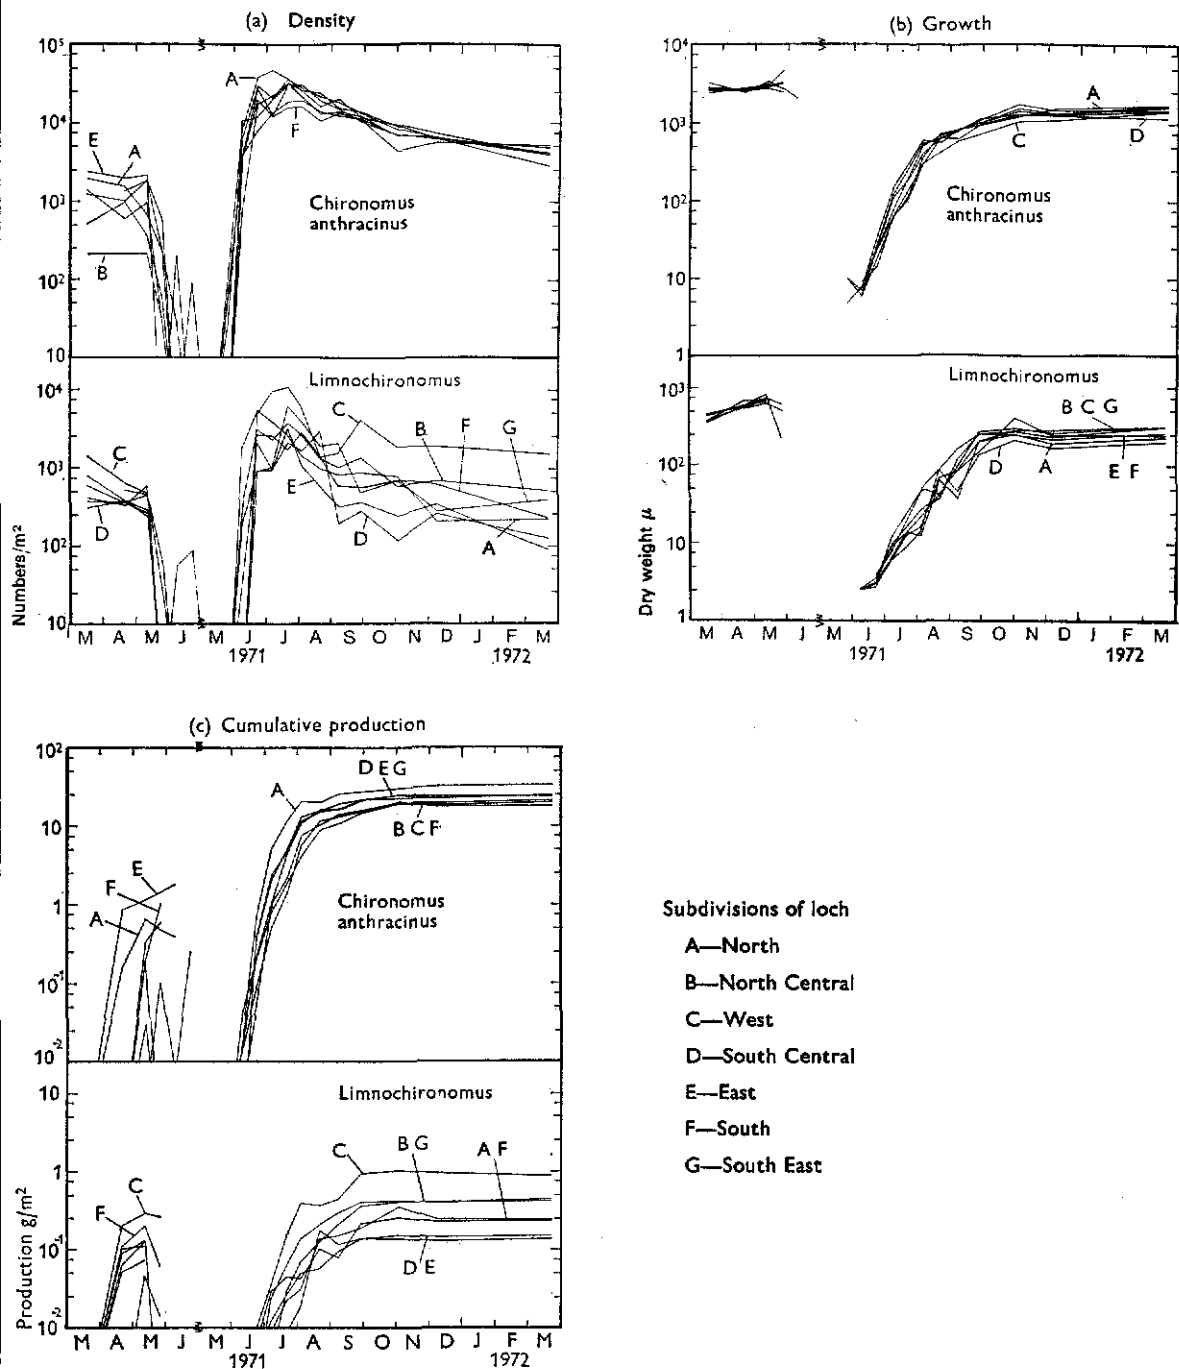 (a) Density
10⁵
10⁴
10³
10²
10
A
F
E
A
B
Chironomus
anthracinus
Limnochironomus
10⁴
10³
10²
10
C
D
C
B
F
G
E
D
A
Numbers/m²
M A M J M J J A S O N D J F M
1971 1972
(b) Growth
10⁴
10³
10²
10
1
A
C
D
Chironomus
anthracinus
Limnochironomus
10³
10²
10
1
B C G
D A E F
Dry weight μ
M A M J M J J A S O N D J F M
1971 1972
(c) Cumulative production
10²
10
1
10⁻¹
10⁻²
A
D E G
B C F
E
F
A
Chironomus
anthracinus
Limnochironomus
10
1
10⁻¹
10⁻²
C
F
C
B G
A F
D E
Production g/m²
M A M J M J J A S O N D J F M
1971 1972
Subdivisions of loch
A—North
B—North Central
C—West
D—South Central
E—East
F—South
G—South East